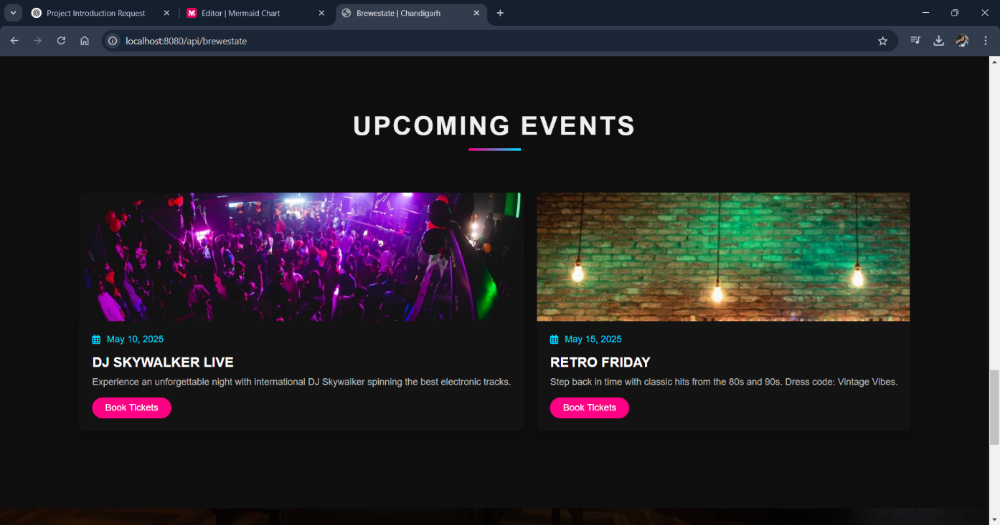 Project Introduction Request
Editor | Mermaid Chart
Brewestate | Chandigarh
localhost:8080/api/brewestate
UPCOMING EVENTS
May 10, 2025
DJ SKYWALKER LIVE
Experience an unforgettable night with international DJ Skywalker spinning the best electronic tracks.
Book Tickets
May 15, 2025
RETRO FRIDAY
Step back in time with classic hits from the 80s and 90s. Dress code: Vintage Vibes.
Book Tickets